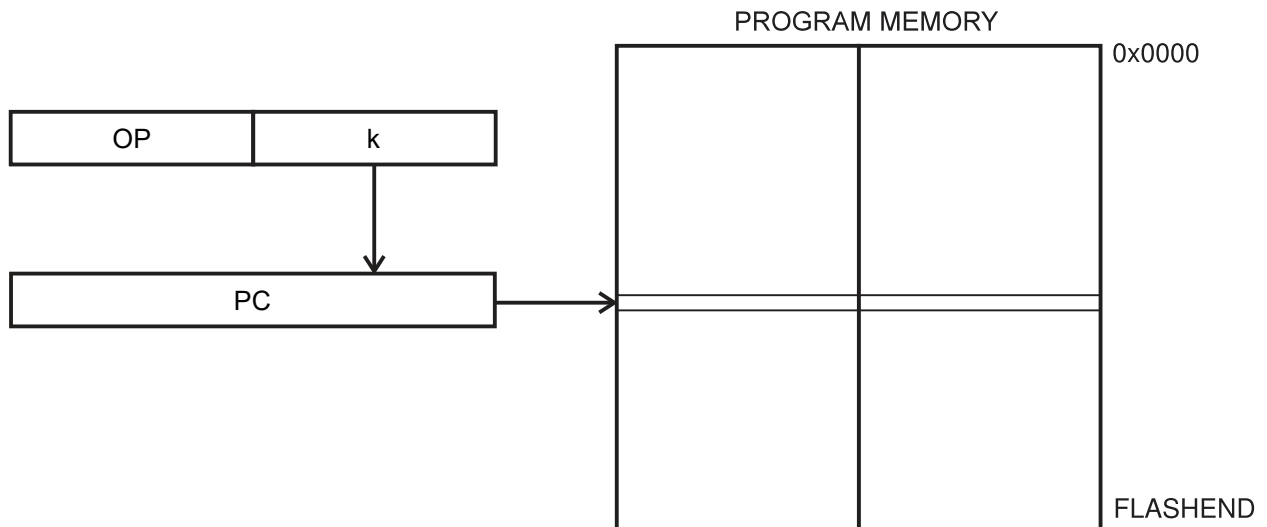 PROGRAM MEMORY
0x0000
OP
k
PC
FLASHEND